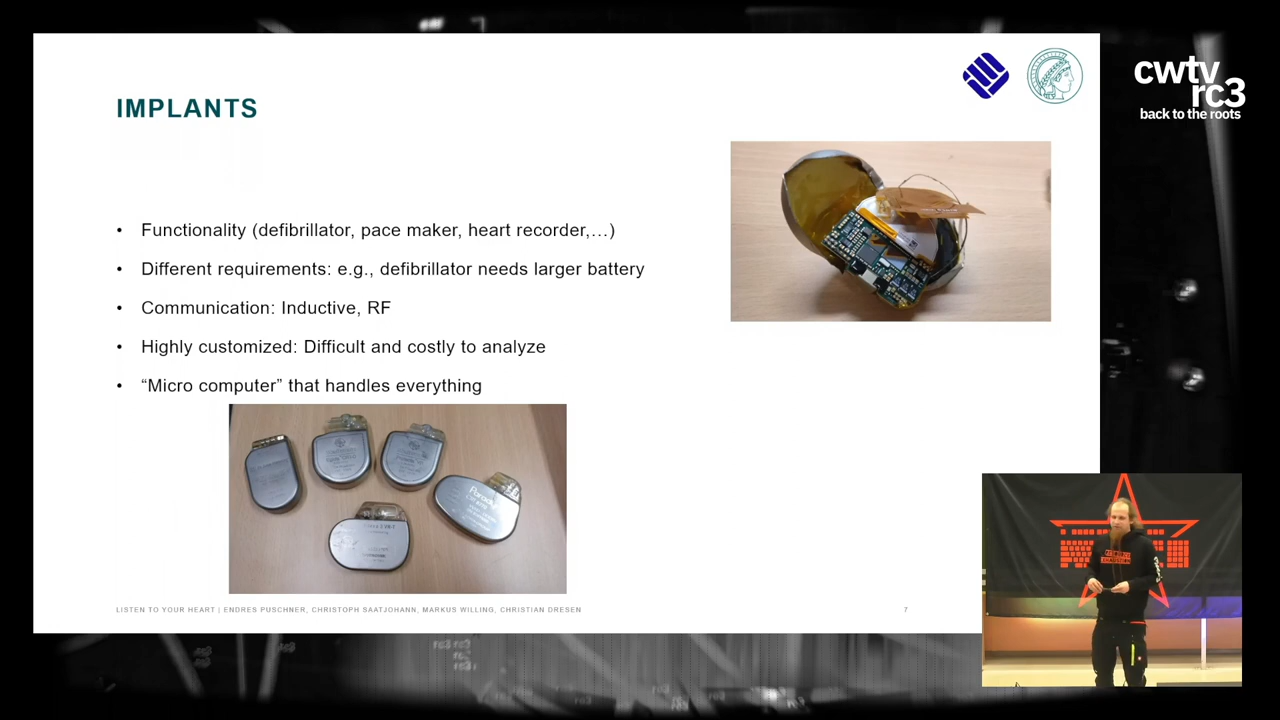 cwtv
rc3
back to the roots
IMPLANTS
• Functionality (defibrillator, pace maker, heart recorder,…)
• Different requirements: e.g., defibrillator needs larger battery
• Communication: Inductive, RF
• Highly customized: Difficult and costly to analyze
• “Micro computer” that handles everything
LISTEN TO YOUR HEART | ENDRES PUSCHNER, CHRISTOPH SAATJOHANN, MARKUS WILLING, CHRISTIAN DRESEN
7